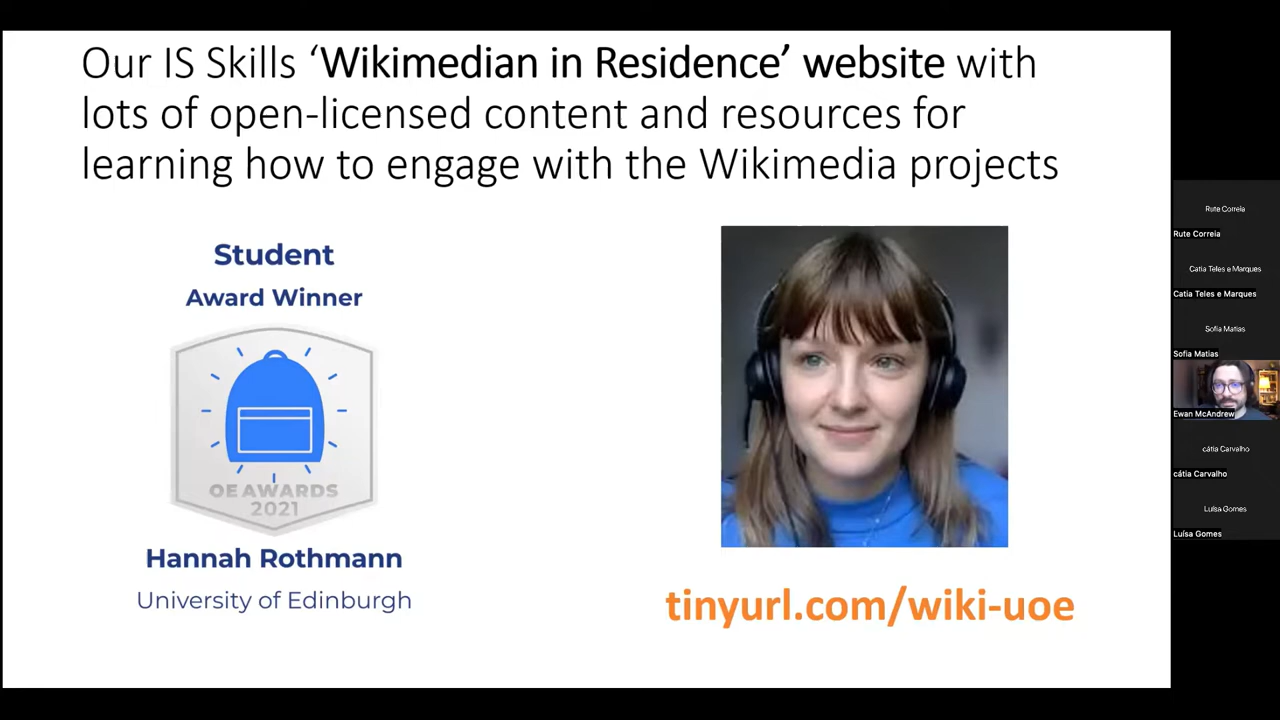 Our IS Skills ‘Wikimedian in Residence’ website with
lots of open-licensed content and resources for
learning how to engage with the Wikimedia projects
Student
Award Winner
OE AWARDS
2021
Hannah Rothmann
University of Edinburgh
tinyurl.com/wiki-uoe
Rute Correia
Rute Correia
Catia Teles e Marques
Catia Teles e Marques
Sofia Matias
Sofia Matias
Ewan McAndrew
cátia Carvalho
cátia Carvalho
Luísa Gomes
Luísa Gomes